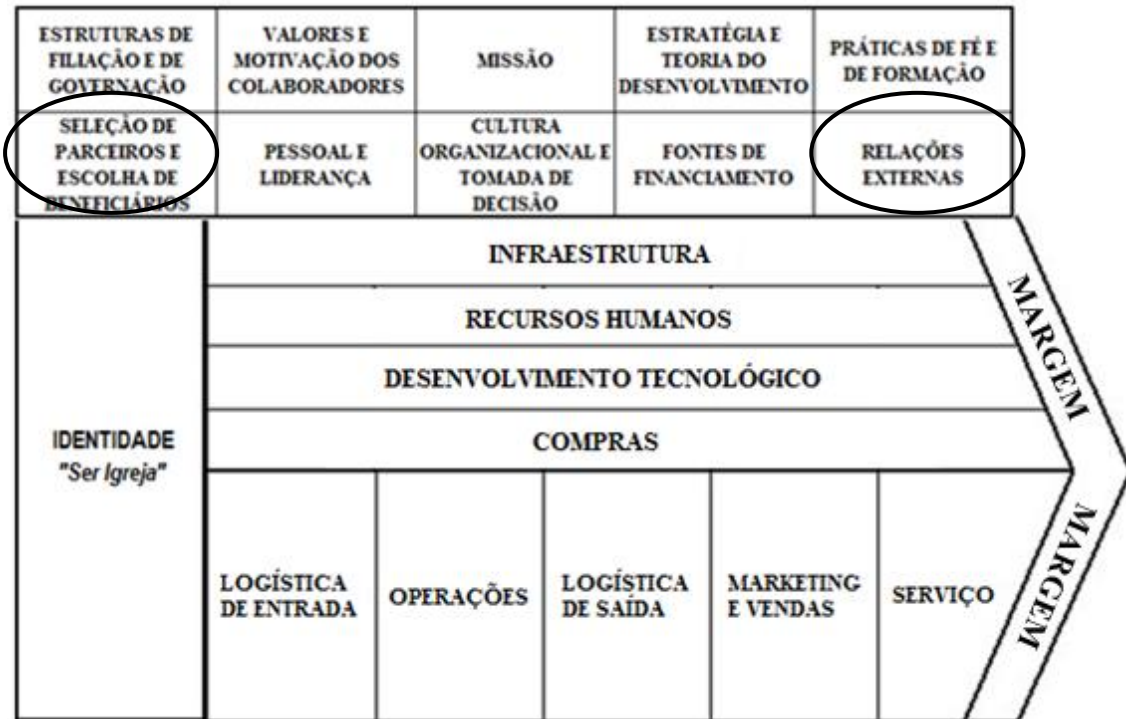 ESTRUTURAS DE
FILIAÇÃO E DE
GOVERNAÇÃO
VALORES E
MOTIVAÇÃO DOS
COLABORADORES
MISSÃO
ESTRATÉGIA E
TEORIA DO
DESENVOLVIMENTO
PRÁTICAS DE FÉ E
DE FORMAÇÃO
SELEÇÃO DE
PARCEIROS E
ESCOLHA DE
BENEFICIÁRIOS
PESSOAL E
LIDERANÇA
CULTURA
ORGANIZACIONAL E
TOMADA DE
DECISÃO
FONTES DE
FINANCIAMENTO
RELAÇÕES
EXTERNAS
INFRAESTRUTURA
RECURSOS HUMANOS
DESENVOLVIMENTO TECNOLÓGICO
COMPRAS
IDENTIDADE
"Ser Igreja"
LOGÍSTICA
DE ENTRADA
OPERAÇÕES
LOGÍSTICA
DE SAÍDA
MARKETING
E VENDAS
SERVIÇO
MARGEM
MARGEM